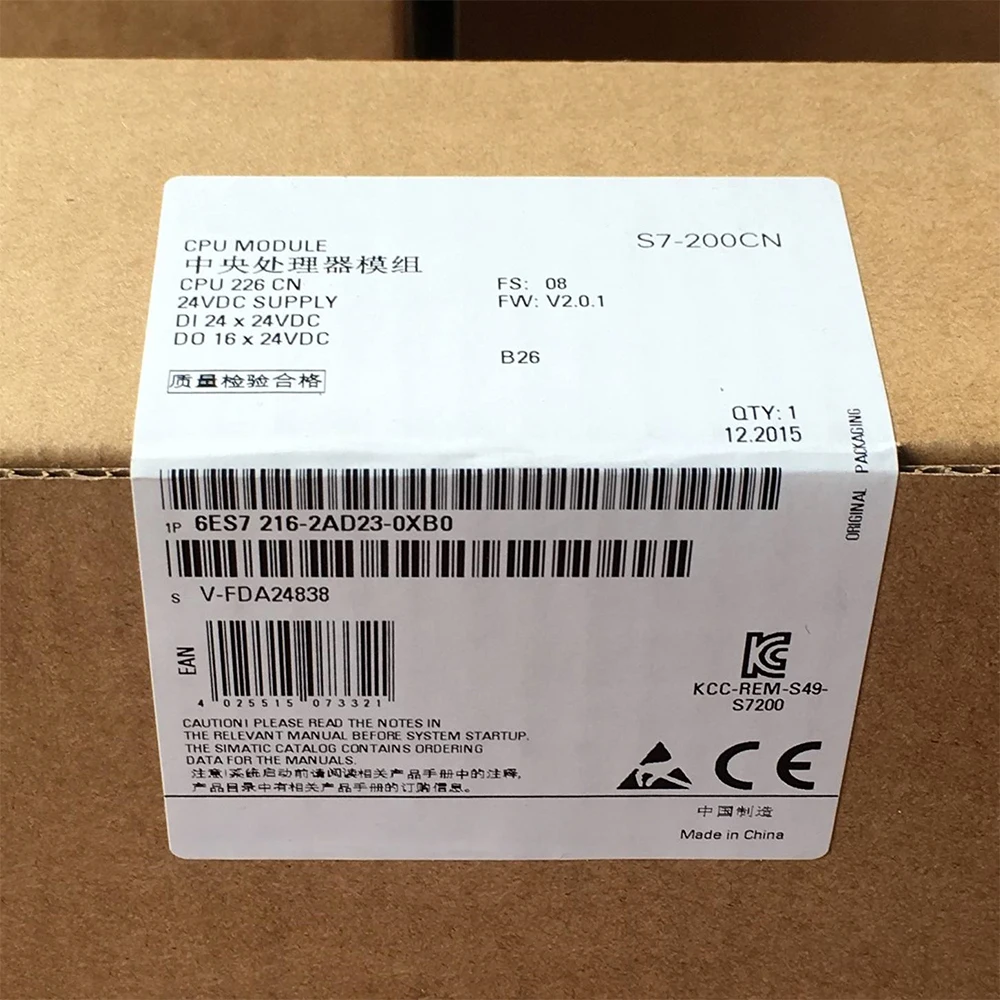 CPU MODULE
S7-200CN
中央处理器模组
CPU 226 CN
FS: 08
24VDC SUPPLY
FW: V2.0.1
DI 24 x 24VDC
DO 16 x 24VDC
B26
质量检验合格
QTY: 1
12.2015
ORIGINAL PACKAGING
1P 6ES7 216-2AD23-0XB0
S V-FDA24838
EAN
4 025515 073321
KC
KCC-REM-S49-
S7200
CAUTION! PLEASE READ THE NOTES IN
THE RELEVANT MANUAL BEFORE SYSTEM STARTUP.
THE SIMATIC CATALOG CONTAINS ORDERING
DATA FOR THE MANUALS.
注意!系统启动前请阅读相关产品手册中的注释,
产品目录中有相关产品手册的订购信息。
CE
中国制造
Made in China